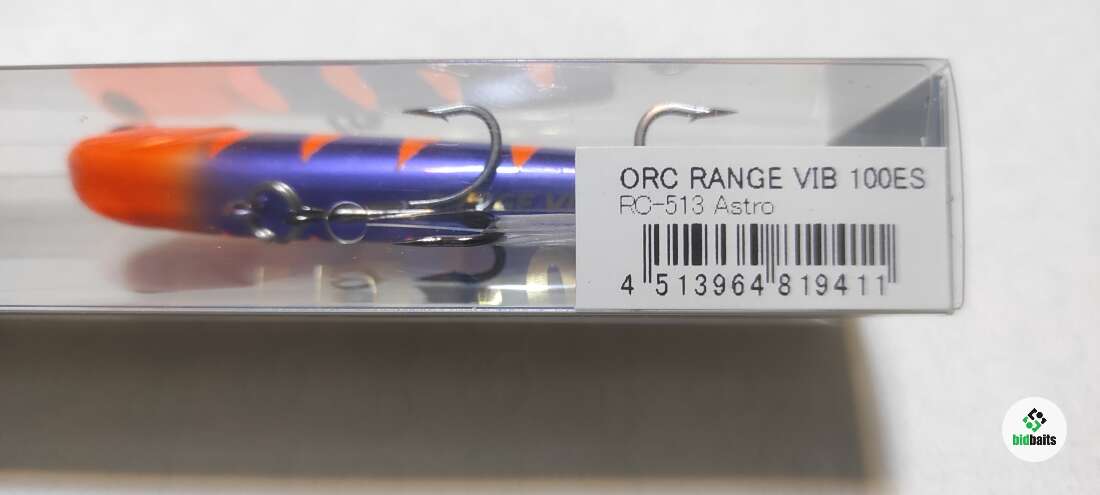 ORC RANGE VIB 100ES
RC-513 Astro
4 513964 819411
bidbaits